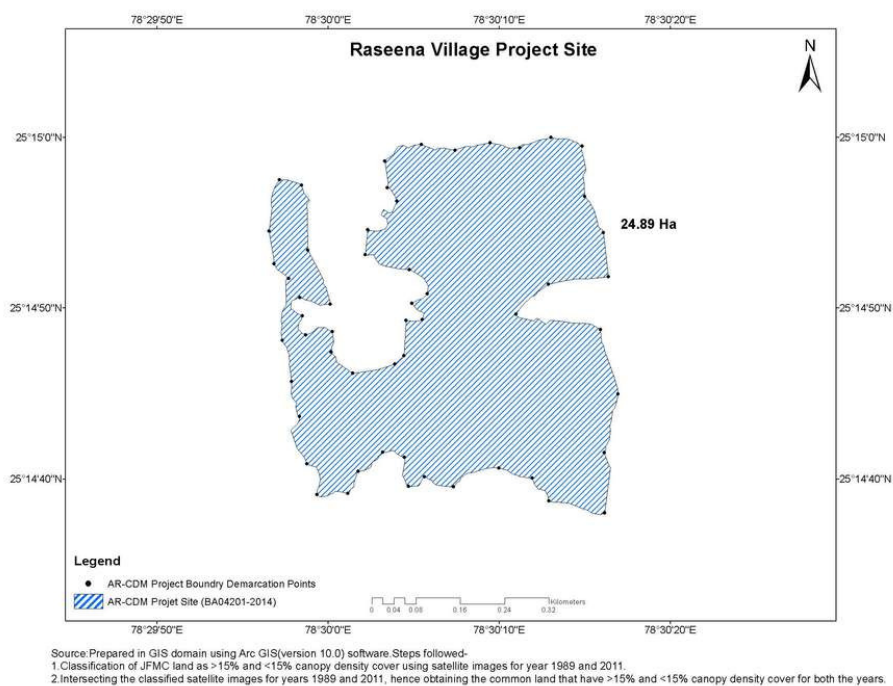 78°29'50"E 78°30'0"E 78°30'10"E 78°30'20"E
Raseena Village Project Site
N
25°15'0"N 25°15'0"N
24.89 Ha
25°14'50"N 25°14'50"N
25°14'40"N 25°14'40"N
Legend
AR-CDM Project Boundry Demarcation Points
AR-CDM Projet Site (BA04201-2014)
Kilometers
0 0.04 0.08 0.16 0.24 0.32
78°29'50"E 78°30'0"E 78°30'10"E 78°30'20"E
Source:Prepared in GIS domain using Arc GIS(version 10.0) software.Steps followed-
1.Classification of JFMC land as >15% and <15% canopy density cover using satellite images for year 1989 and 2011.
2.Intersecting the classified satellite images for years 1989 and 2011, hence obtaining the common land that have >15% and <15% canopy density cover for both the years.